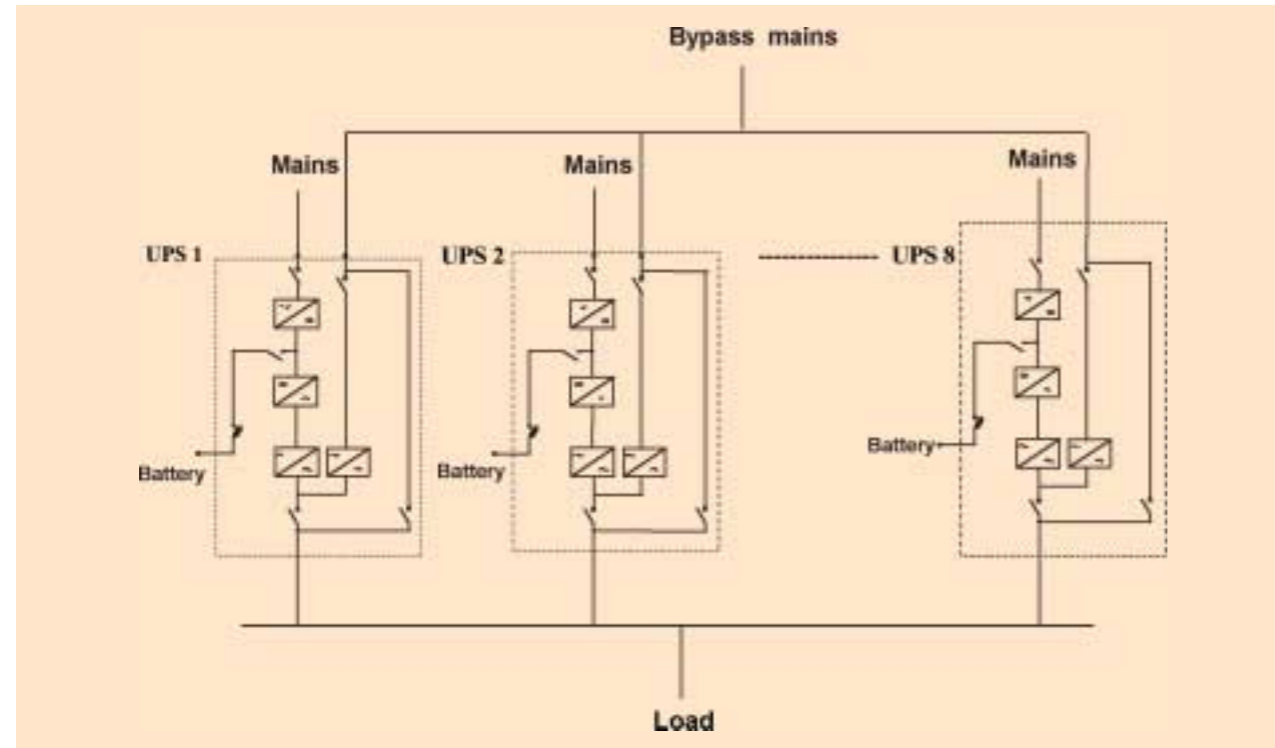 Bypass mains
Mains
Mains
Mains
UPS 1
UPS 2
UPS 8
Battery
Battery
Battery
Load